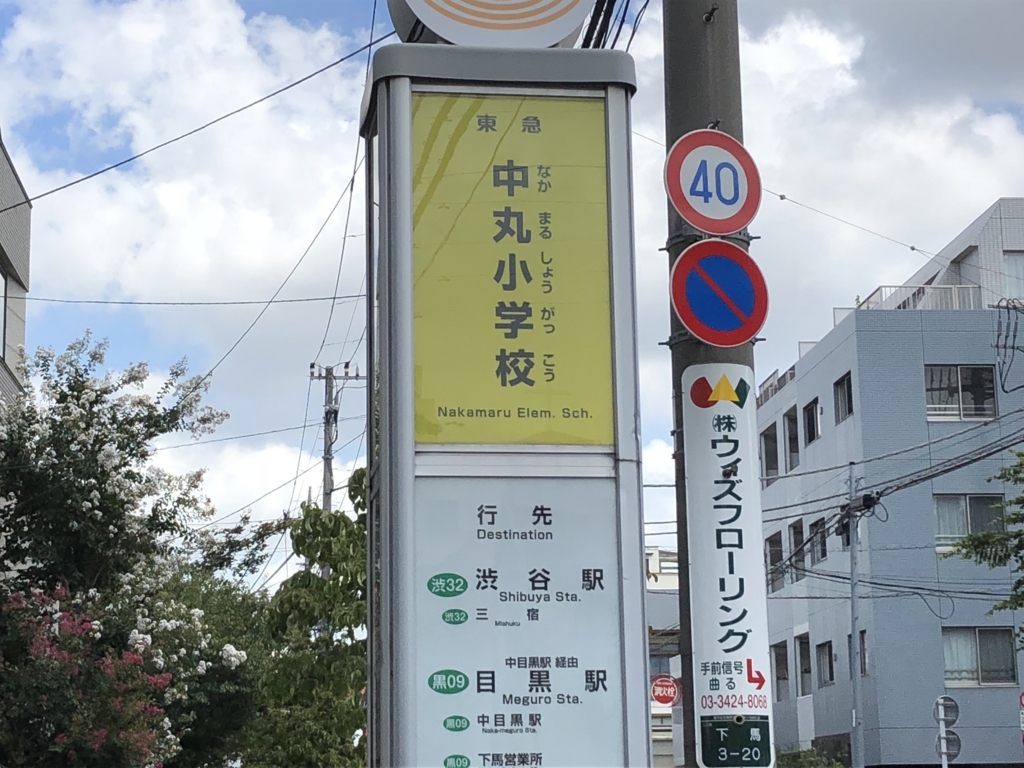 東急
中丸小学校
なか まる しょう がっ こう
Nakamaru Elem. Sch.
行先
Destination
渋32 渋谷駅
Shibuya Sta.
渋32 三宿
Mishuku
中目黒駅 経由
黒09 目黒駅
Meguro Sta.
黒09 中目黒駅
Naka-meguro Sta.
黒09 下馬営業所
40
㈱ウィズフローリング
手前信号
曲る
03-3424-8068
下馬
3-20
消火栓